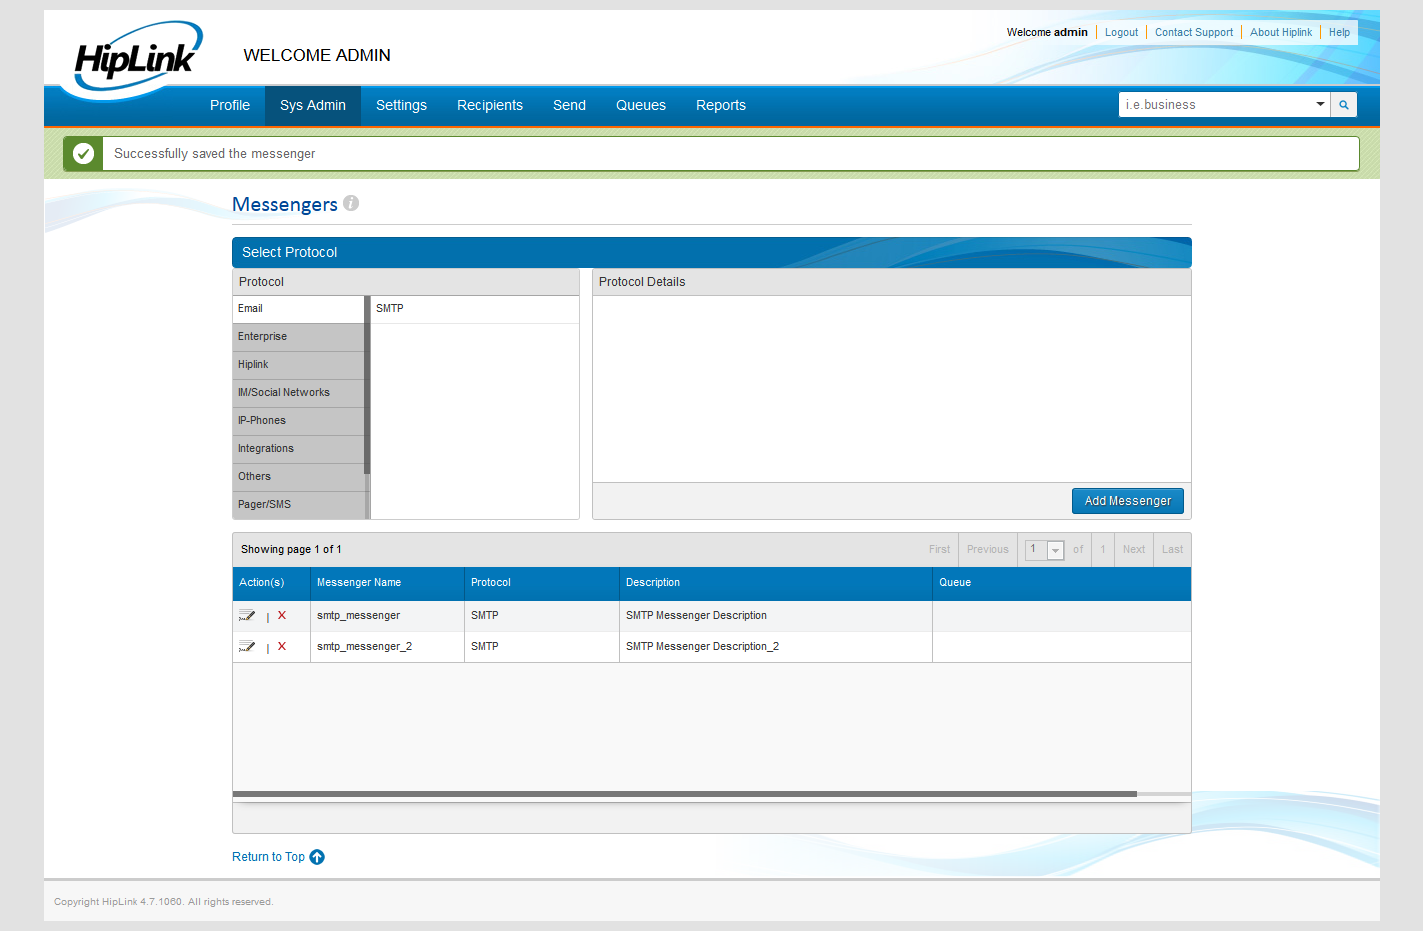 HipLink
WELCOME ADMIN
Welcome admin Logout Contact Support About Hiplink Help
Profile Sys Admin Settings Recipients Send Queues Reports i.e.business
Successfully saved the messenger
Messengers i
Select Protocol
Protocol Protocol Details
Email SMTP
Enterprise
Hiplink
IM/Social Networks
IP-Phones
Integrations
Others
Pager/SMS
Add Messenger
Showing page 1 of 1 First Previous 1 of 1 Next Last
Action(s) Messenger Name Protocol Description Queue
| X smtp_messenger SMTP SMTP Messenger Description
| X smtp_messenger_2 SMTP SMTP Messenger Description_2
Return to Top
Copyright HipLink 4.7.1060. All rights reserved.